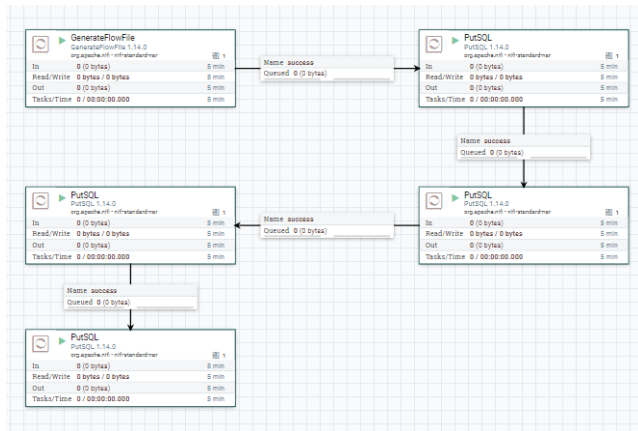 GenerateFlowFile
GenerateFlowFile 1.14.0
org.apache.nifi - nifi-standard-nar
1
In 0 (0 bytes) 5 min
Read/Write 0 bytes / 0 bytes 5 min
Out 0 (0 bytes) 5 min
Tasks/Time 0 / 00:00:00.000 5 min
Name success
Queued 0 (0 bytes)
PutSQL
PutSQL 1.14.0
org.apache.nifi - nifi-standard-nar
1
In 0 (0 bytes) 5 min
Read/Write 0 bytes / 0 bytes 5 min
Out 0 (0 bytes) 5 min
Tasks/Time 0 / 00:00:00.000 5 min
Name success
Queued 0 (0 bytes)
PutSQL
PutSQL 1.14.0
org.apache.nifi - nifi-standard-nar
1
In 0 (0 bytes) 5 min
Read/Write 0 bytes / 0 bytes 5 min
Out 0 (0 bytes) 5 min
Tasks/Time 0 / 00:00:00.000 5 min
Name success
Queued 0 (0 bytes)
PutSQL
PutSQL 1.14.0
org.apache.nifi - nifi-standard-nar
1
In 0 (0 bytes) 5 min
Read/Write 0 bytes / 0 bytes 5 min
Out 0 (0 bytes) 5 min
Tasks/Time 0 / 00:00:00.000 5 min
Name success
Queued 0 (0 bytes)
PutSQL
PutSQL 1.14.0
org.apache.nifi - nifi-standard-nar
1
In 0 (0 bytes) 5 min
Read/Write 0 bytes / 0 bytes 5 min
Out 0 (0 bytes) 5 min
Tasks/Time 0 / 00:00:00.000 5 min